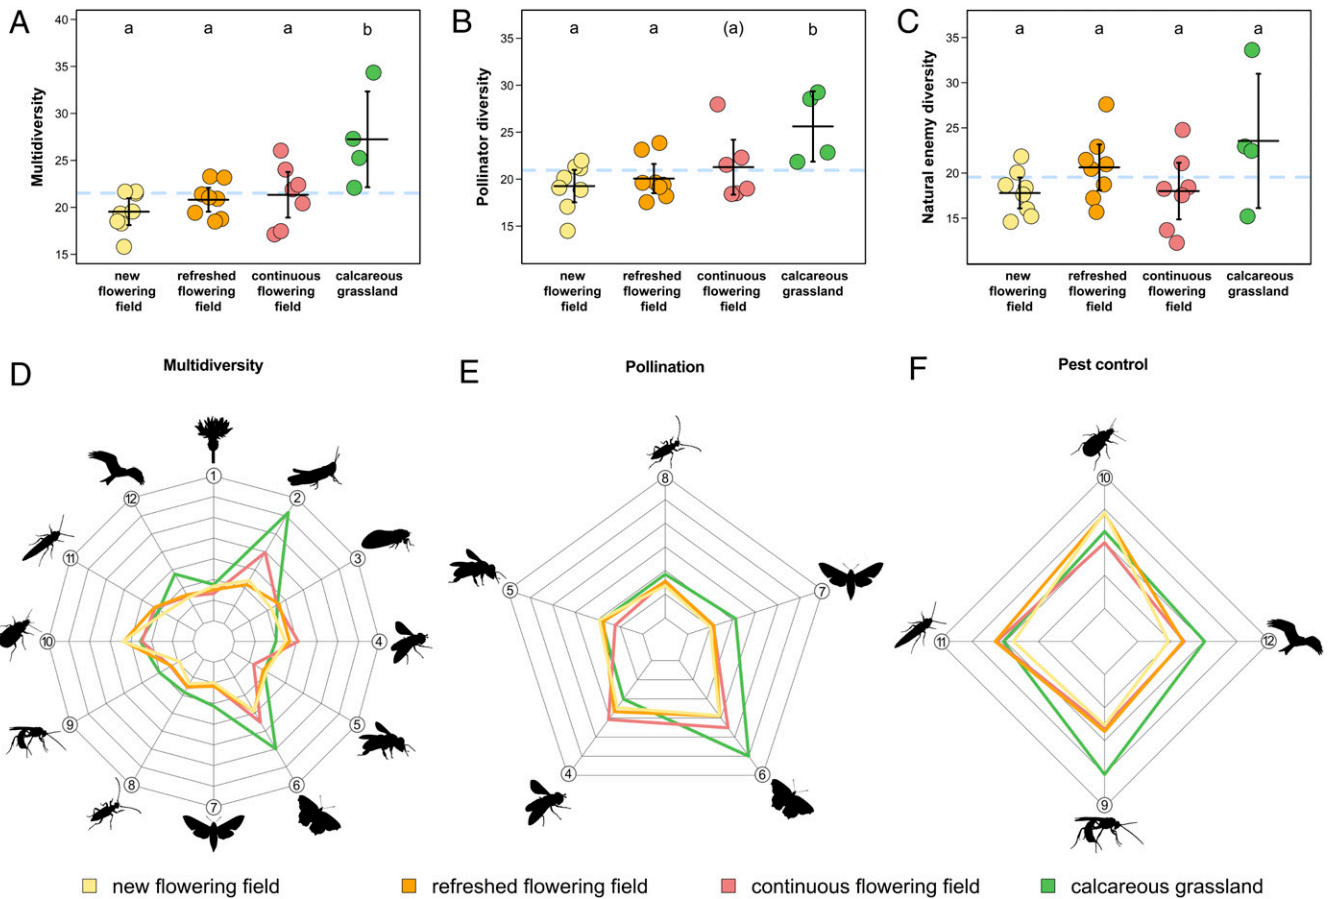 A
Multidiversity
40
35
30
25
20
15
a a a b
new flowering field
refreshed flowering field
continuous flowering field
calcareous grassland
B
Pollinator diversity
35
30
25
20
15
a a (a) b
new flowering field
refreshed flowering field
continuous flowering field
calcareous grassland
C
Natural enemy diversity
35
30
25
20
15
a a a a
new flowering field
refreshed flowering field
continuous flowering field
calcareous grassland
D
Multidiversity
1
2
3
4
5
6
7
8
9
10
11
12
E
Pollination
8
7
6
4
5
F
Pest control
10
12
9
11
new flowering field
refreshed flowering field
continuous flowering field
calcareous grassland